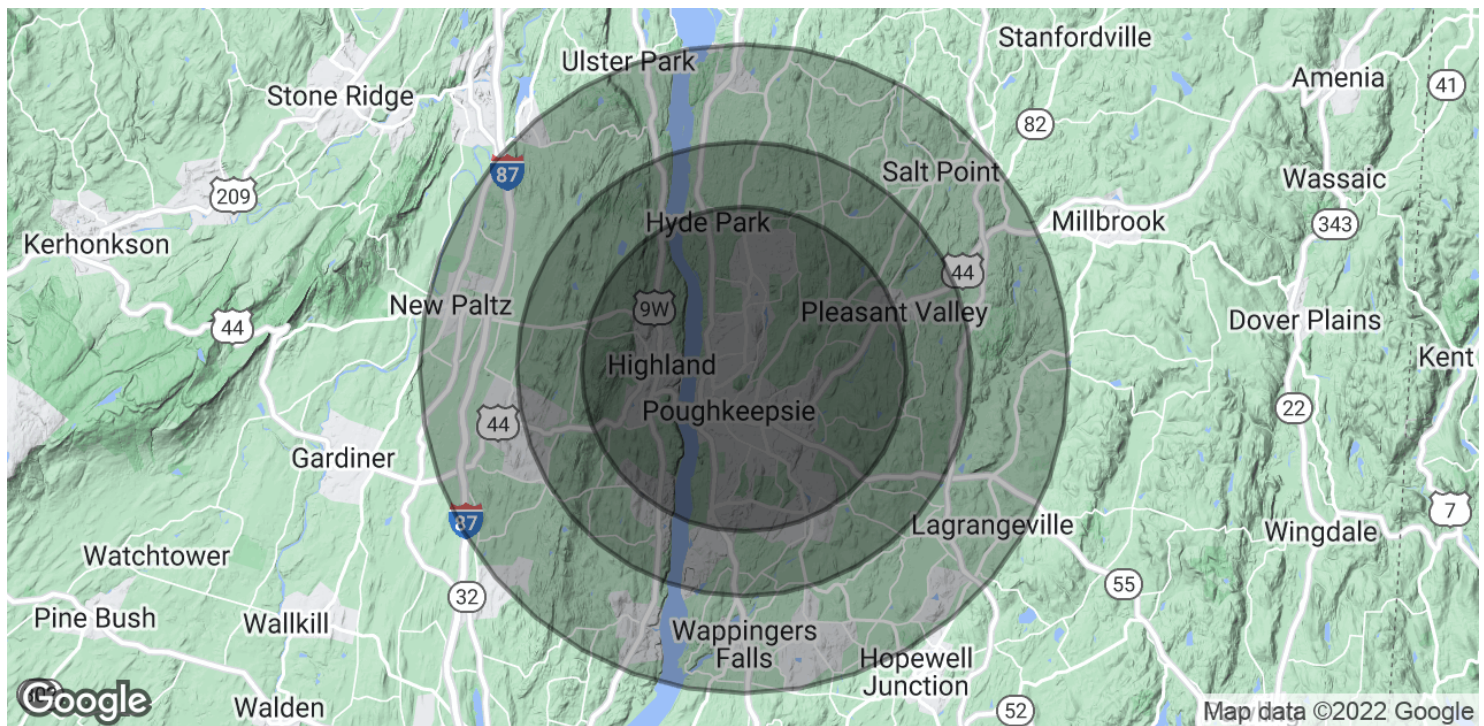 Stanfordville
Ulster Park
Amenia
41
Stone Ridge
82
87
Salt Point
Wassaic
209
Hyde Park
Millbrook
343
Kerhonkson
44
New Paltz
9W
Pleasant Valley
44
Dover Plains
Highland
Kent
Poughkeepsie
22
44
Gardiner
87
Lagrangeville
7
Wingdale
Watchtower
55
32
Pine Bush
Wallkill
Wappingers
Falls
Hopewell
Junction
Google
Walden
52
Map data ©2022 Google